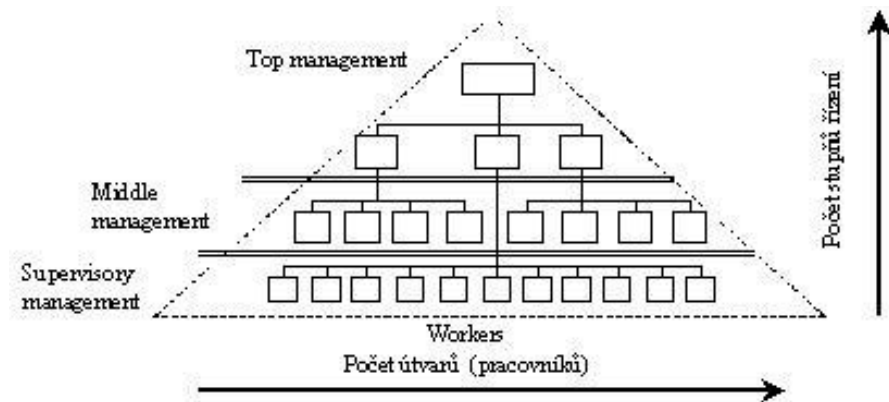 Top management
Middle
management
Supervisory
management
Workers
Počet útvarů (pracovníků)
Počet stupňů řízení